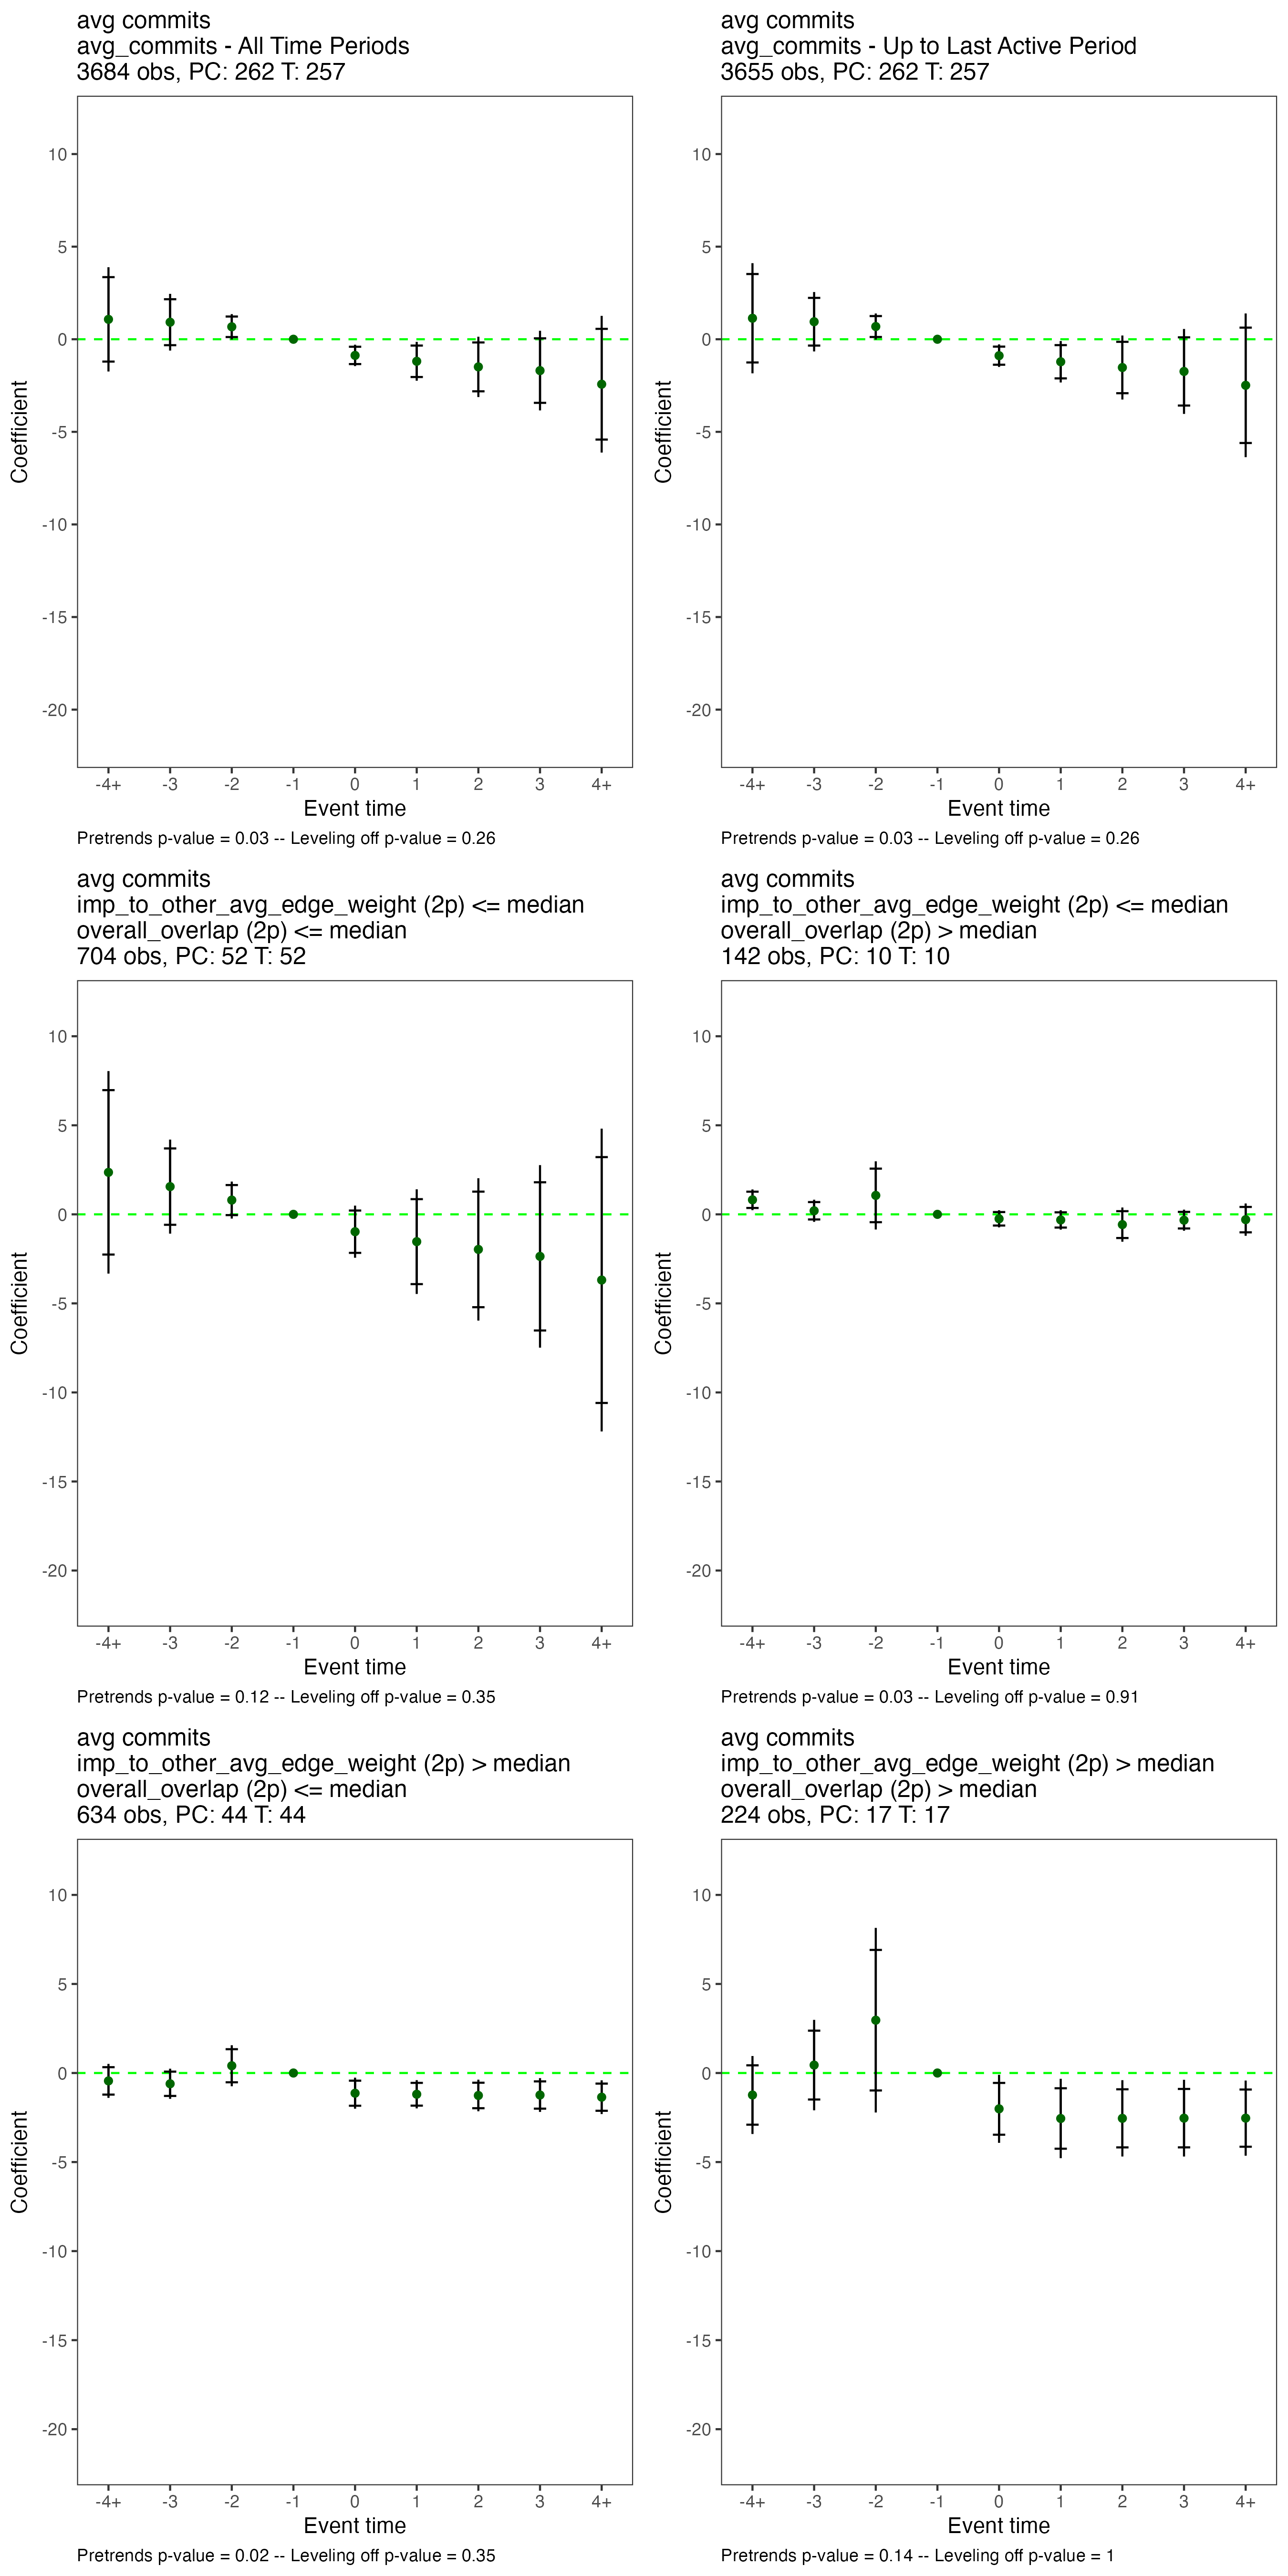 avg commits
avg_commits - All Time Periods
3684 obs, PC: 262 T: 257
10
5
0
-5
-10
-15
-20
Coefficient
-4+ -3 -2 -1 0 1 2 3 4+
Event time
Pretrends p-value = 0.03 -- Leveling off p-value = 0.26
avg commits
avg_commits - Up to Last Active Period
3655 obs, PC: 262 T: 257
10
5
0
-5
-10
-15
-20
Coefficient
-4+ -3 -2 -1 0 1 2 3 4+
Event time
Pretrends p-value = 0.03 -- Leveling off p-value = 0.26
avg commits
imp_to_other_avg_edge_weight (2p) <= median
overall_overlap (2p) <= median
704 obs, PC: 52 T: 52
10
5
0
-5
-10
-15
-20
Coefficient
-4+ -3 -2 -1 0 1 2 3 4+
Event time
Pretrends p-value = 0.12 -- Leveling off p-value = 0.35
avg commits
imp_to_other_avg_edge_weight (2p) <= median
overall_overlap (2p) > median
142 obs, PC: 10 T: 10
10
5
0
-5
-10
-15
-20
Coefficient
-4+ -3 -2 -1 0 1 2 3 4+
Event time
Pretrends p-value = 0.03 -- Leveling off p-value = 0.91
avg commits
imp_to_other_avg_edge_weight (2p) > median
overall_overlap (2p) <= median
634 obs, PC: 44 T: 44
10
5
0
-5
-10
-15
-20
Coefficient
-4+ -3 -2 -1 0 1 2 3 4+
Event time
Pretrends p-value = 0.02 -- Leveling off p-value = 0.35
avg commits
imp_to_other_avg_edge_weight (2p) > median
overall_overlap (2p) > median
224 obs, PC: 17 T: 17
10
5
0
-5
-10
-15
-20
Coefficient
-4+ -3 -2 -1 0 1 2 3 4+
Event time
Pretrends p-value = 0.14 -- Leveling off p-value = 1